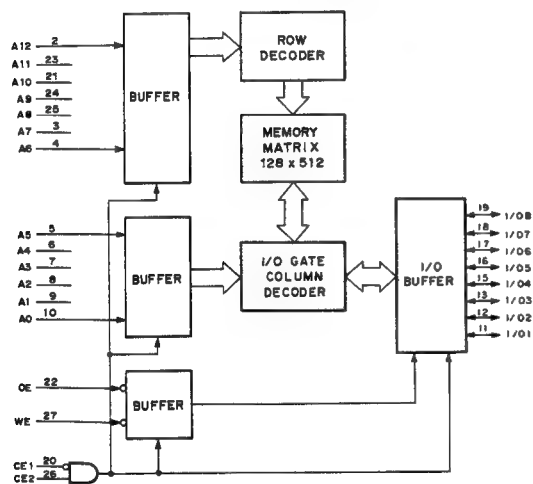 A12 2
A11 23
A10 21
A9 24
A8 25
A7 3
A6 4
BUFFER
ROW
DECODER
MEMORY
MATRIX
128 x 512
A5 5
A4 6
A3 7
A2 8
A1 9
A0 10
BUFFER
I/O GATE
COLUMN
DECODER
I/O
BUFFER
19 I/O8
18 I/O7
17 I/O6
16 I/O5
15 I/O4
13 I/O3
12 I/O2
11 I/O1
OE 22
WE 27
BUFFER
CE1 20
CE2 26